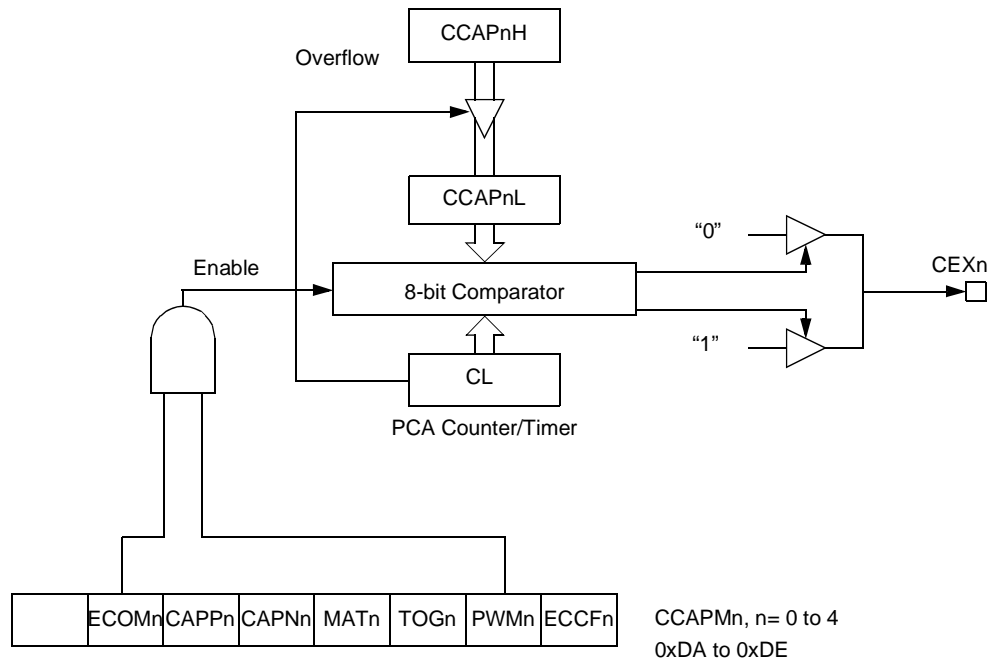 CCAPnH
Overflow
CCAPnL
“0”
Enable
CEXn
8-bit Comparator
“1”
CL
PCA Counter/Timer
ECOMn CAPPn CAPNn MATn TOGn PWMn ECCFn
CCAPMn, n= 0 to 4
0xDA to 0xDE